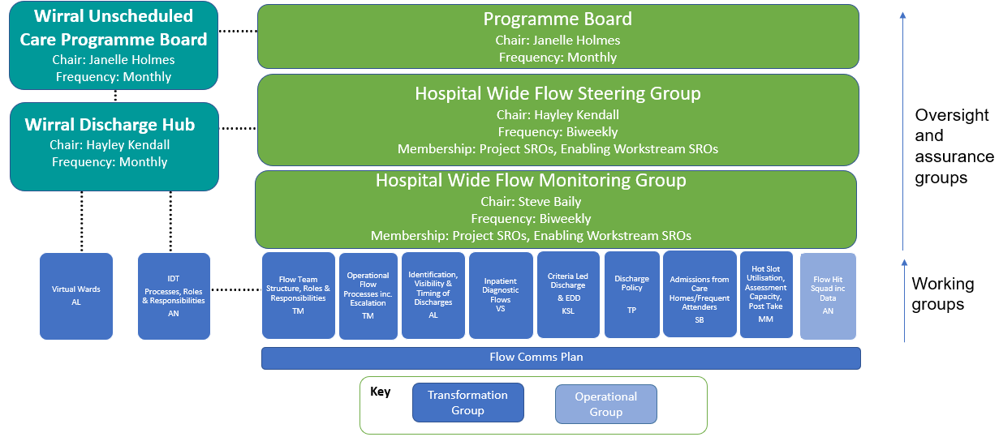 Wirral Unscheduled
Care Programme Board
Chair: Janelle Holmes
Frequency: Monthly
Programme Board
Chair: Janelle Holmes
Frequency: Monthly
Wirral Discharge Hub
Chair: Hayley Kendall
Frequency: Monthly
Hospital Wide Flow Steering Group
Chair: Hayley Kendall
Frequency: Biweekly
Membership: Project SROs, Enabling Workstream SROs
Hospital Wide Flow Monitoring Group
Chair: Steve Baily
Frequency: Biweekly
Membership: Project SROs, Enabling Workstream SROs
Oversight
and
assurance
groups
Virtual Wards
AL
IDT
Processes, Roles
& Responsibilities
AN
Flow Team
Structure, Roles &
Responsibilities
TM
Operational
Flow
Processes inc.
Escalation
TM
Identification,
Visibility &
Timing of
Discharges
AL
Inpatient
Diagnostic
Flows
VS
Criteria Led
Discharge
& EDD
KSL
Discharge
Policy
TP
Admissions from
Care
Homes/Frequent
Attenders
SB
Hot Slot
Utilisation,
Assessment
Capacity,
Post Take
MM
Flow Hit
Squad inc
Data
AN
Working
groups
Flow Comms Plan
Key
Transformation
Group
Operational
Group